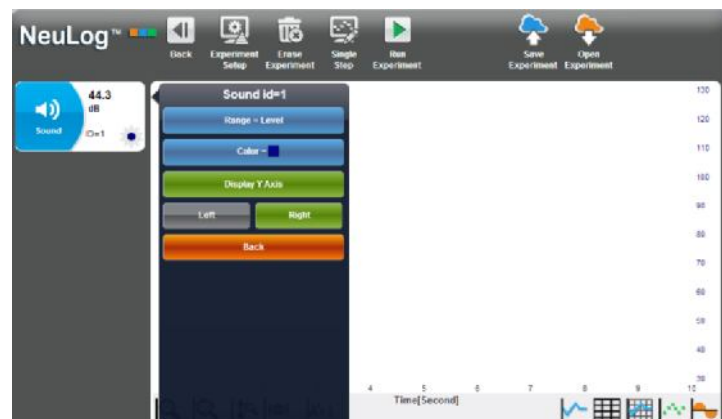 NeuLog™
Back
Experiment Setup
Erase Experiment
Single Step
Run Experiment
Save Experiment
Open Experiment
44.3
dB
Sound
ID=1
Sound id=1
Range = Level
Color =
Display Y Axis
Left
Right
Back
130
120
110
100
90
80
70
60
50
40
30
4 5 6 7 8 9 10
Time[Second]